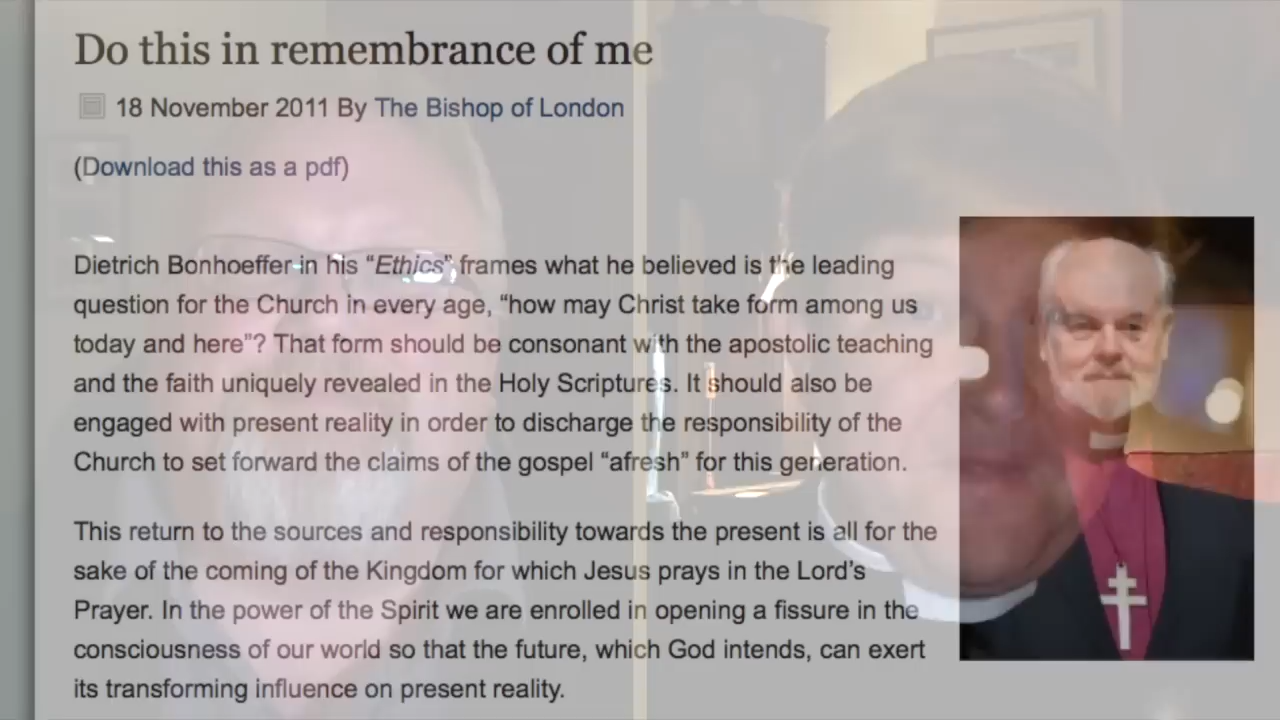 Do this in remembrance of me
18 November 2011 By The Bishop of London
(Download this as a pdf)
Dietrich Bonhoeffer in his “Ethics” frames what he believed is the leading
question for the Church in every age, “how may Christ take form among us
today and here”? That form should be consonant with the apostolic teaching
and the faith uniquely revealed in the Holy Scriptures. It should also be
engaged with present reality in order to discharge the responsibility of the
Church to set forward the claims of the gospel “afresh” for this generation.
This return to the sources and responsibility towards the present is all for the
sake of the coming of the Kingdom for which Jesus prays in the Lord’s
Prayer. In the power of the Spirit we are enrolled in opening a fissure in the
consciousness of our world so that the future, which God intends, can exert
its transforming influence on present reality.